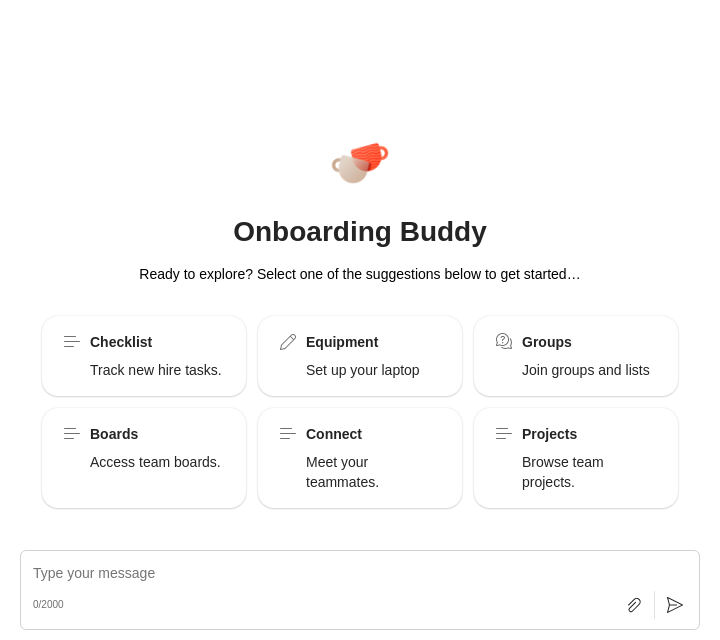 Onboarding Buddy
Ready to explore? Select one of the suggestions below to get started…
Checklist
Track new hire tasks.
Equipment
Set up your laptop
Groups
Join groups and lists
Boards
Access team boards.
Connect
Meet your
teammates.
Projects
Browse team
projects.
Type your message
0/2000